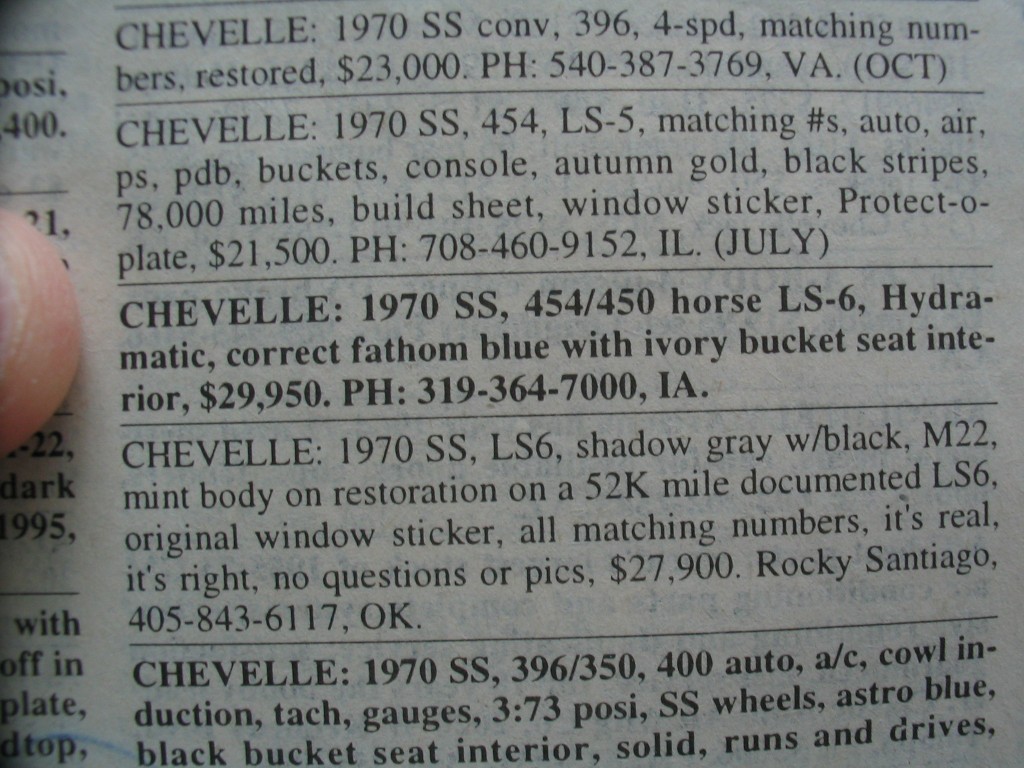 posi,
400.
21,
-22,
dark
1995,
with
off in
plate,
dtop,
CHEVELLE: 1970 SS conv, 396, 4-spd, matching num-
bers, restored, $23,000. PH: 540-387-3769, VA. (OCT)
CHEVELLE: 1970 SS, 454, LS-5, matching #s, auto, air,
ps, pdb, buckets, console, autumn gold, black stripes,
78,000 miles, build sheet, window sticker, Protect-o-
plate, $21,500. PH: 708-460-9152, IL. (JULY)
CHEVELLE: 1970 SS, 454/450 horse LS-6, Hydra-
matic, correct fathom blue with ivory bucket seat inte-
rior, $29,950. PH: 319-364-7000, IA.
CHEVELLE: 1970 SS, LS6, shadow gray w/black, M22,
mint body on restoration on a 52K mile documented LS6,
original window sticker, all matching numbers, it's real,
it's right, no questions or pics, $27,900. Rocky Santiago,
405-843-6117, OK.
CHEVELLE: 1970 SS, 396/350, 400 auto, a/c, cowl in-
duction, tach, gauges, 3:73 posi, SS wheels, astro blue,
black bucket seat interior, solid, runs and drives,